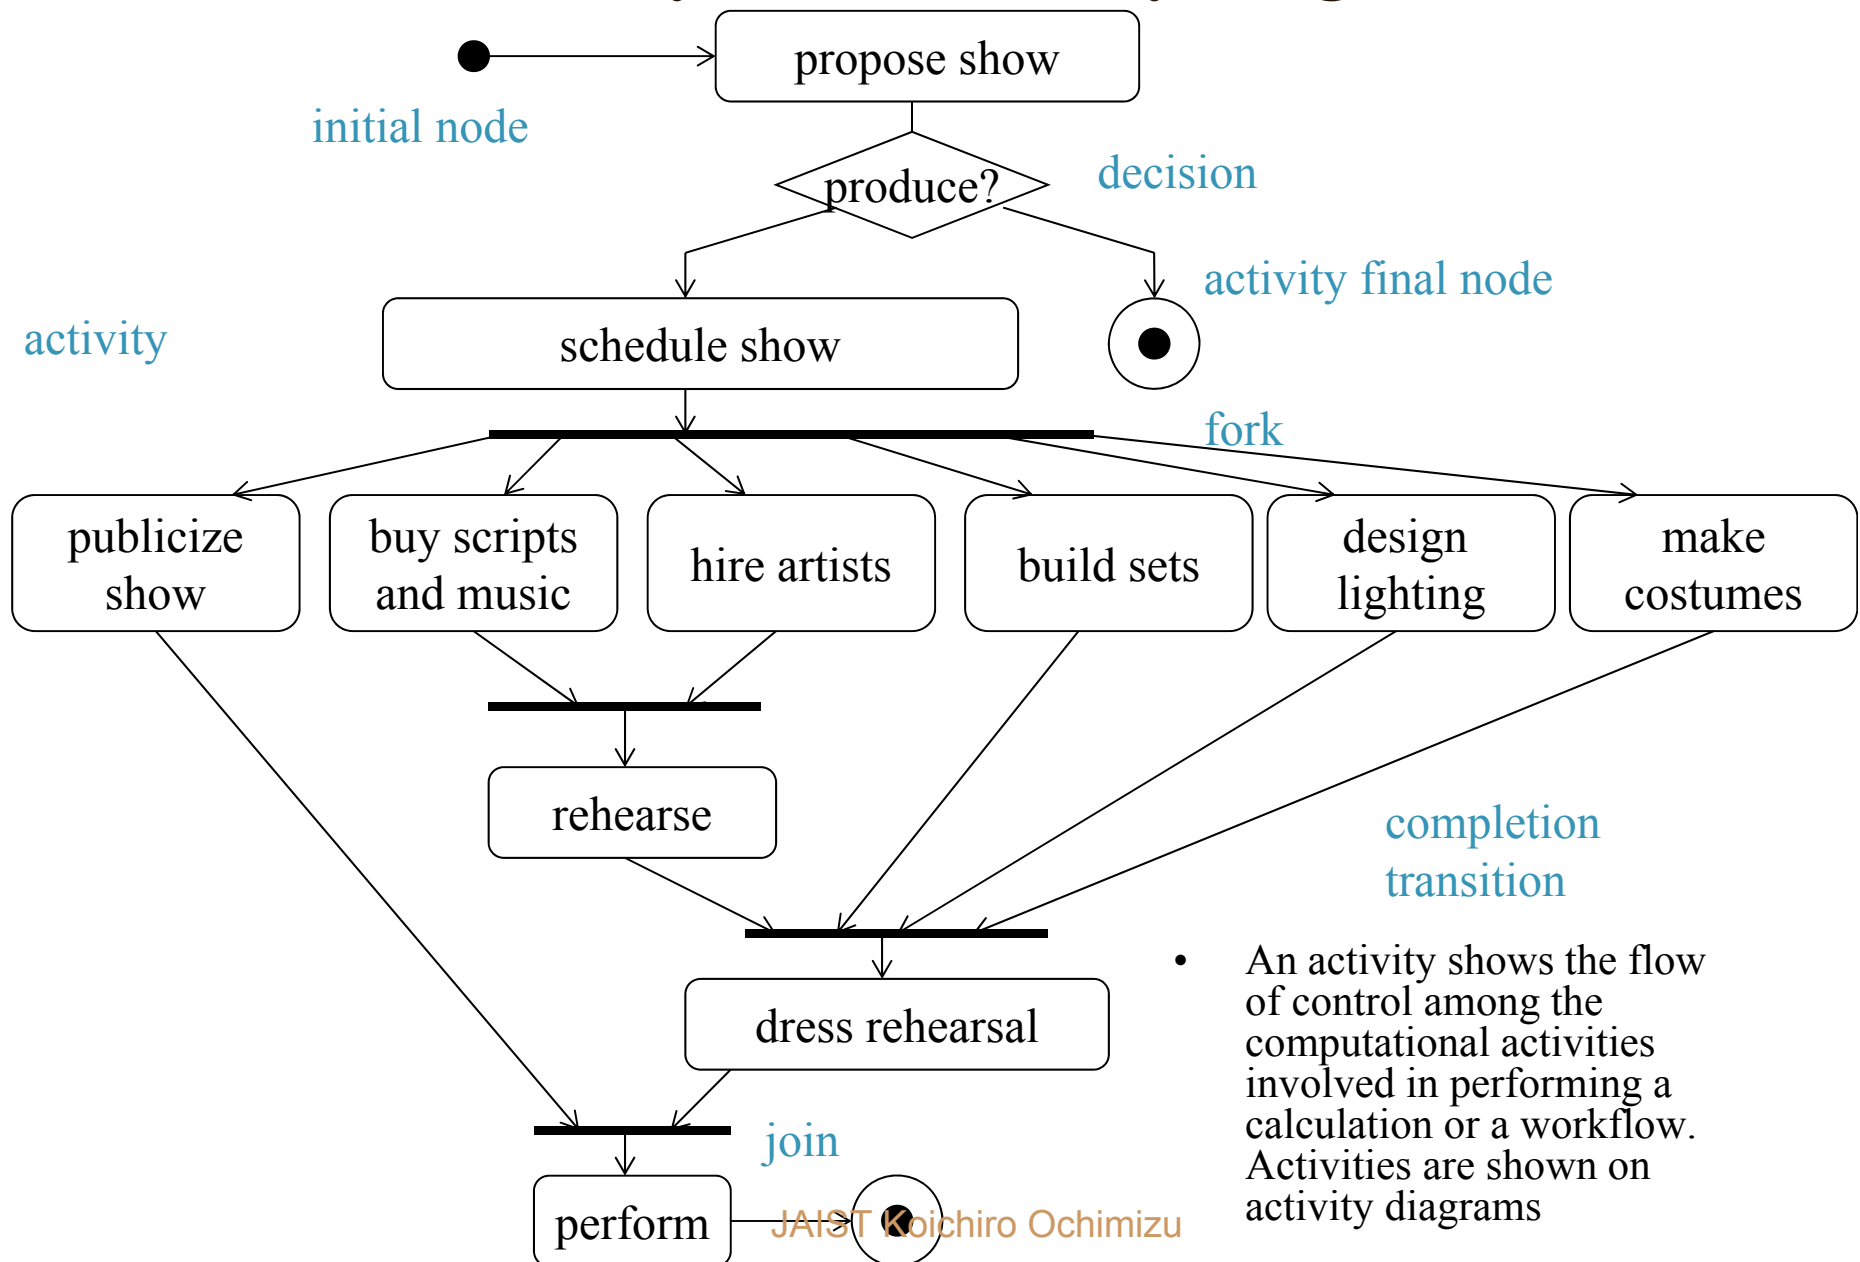 propose show
initial node
produce?
decision
activity final node
activity
schedule show
fork
publicize
show
buy scripts
and music
hire artists
build sets
design
lighting
make
costumes
rehearse
completion
transition
dress rehearsal
• An activity shows the flow
of control among the
computational activities
involved in performing a
calculation or a workflow.
Activities are shown on
activity diagrams
join
perform
JAIST Koichiro Ochimizu